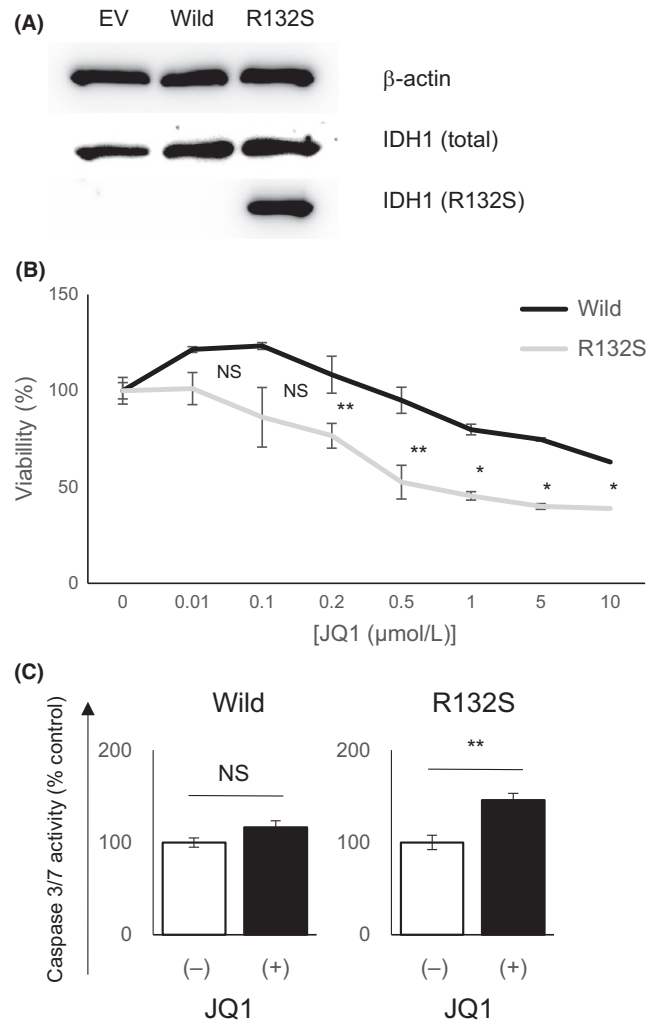 (A)
EV Wild R132S
β-actin
IDH1 (total)
IDH1 (R132S)
(B)
150
100
50
0
Viabillity (%)
Wild
R132S
NS
NS
**
**
*
*
*
0 0.01 0.1 0.2 0.5 1 5 10
[JQ1 (µmol/L)]
(C)
Caspase 3/7 activity (% control)
Wild
200
100
0
NS
(–) (+)
JQ1
R132S
200
100
0
**
(–) (+)
JQ1